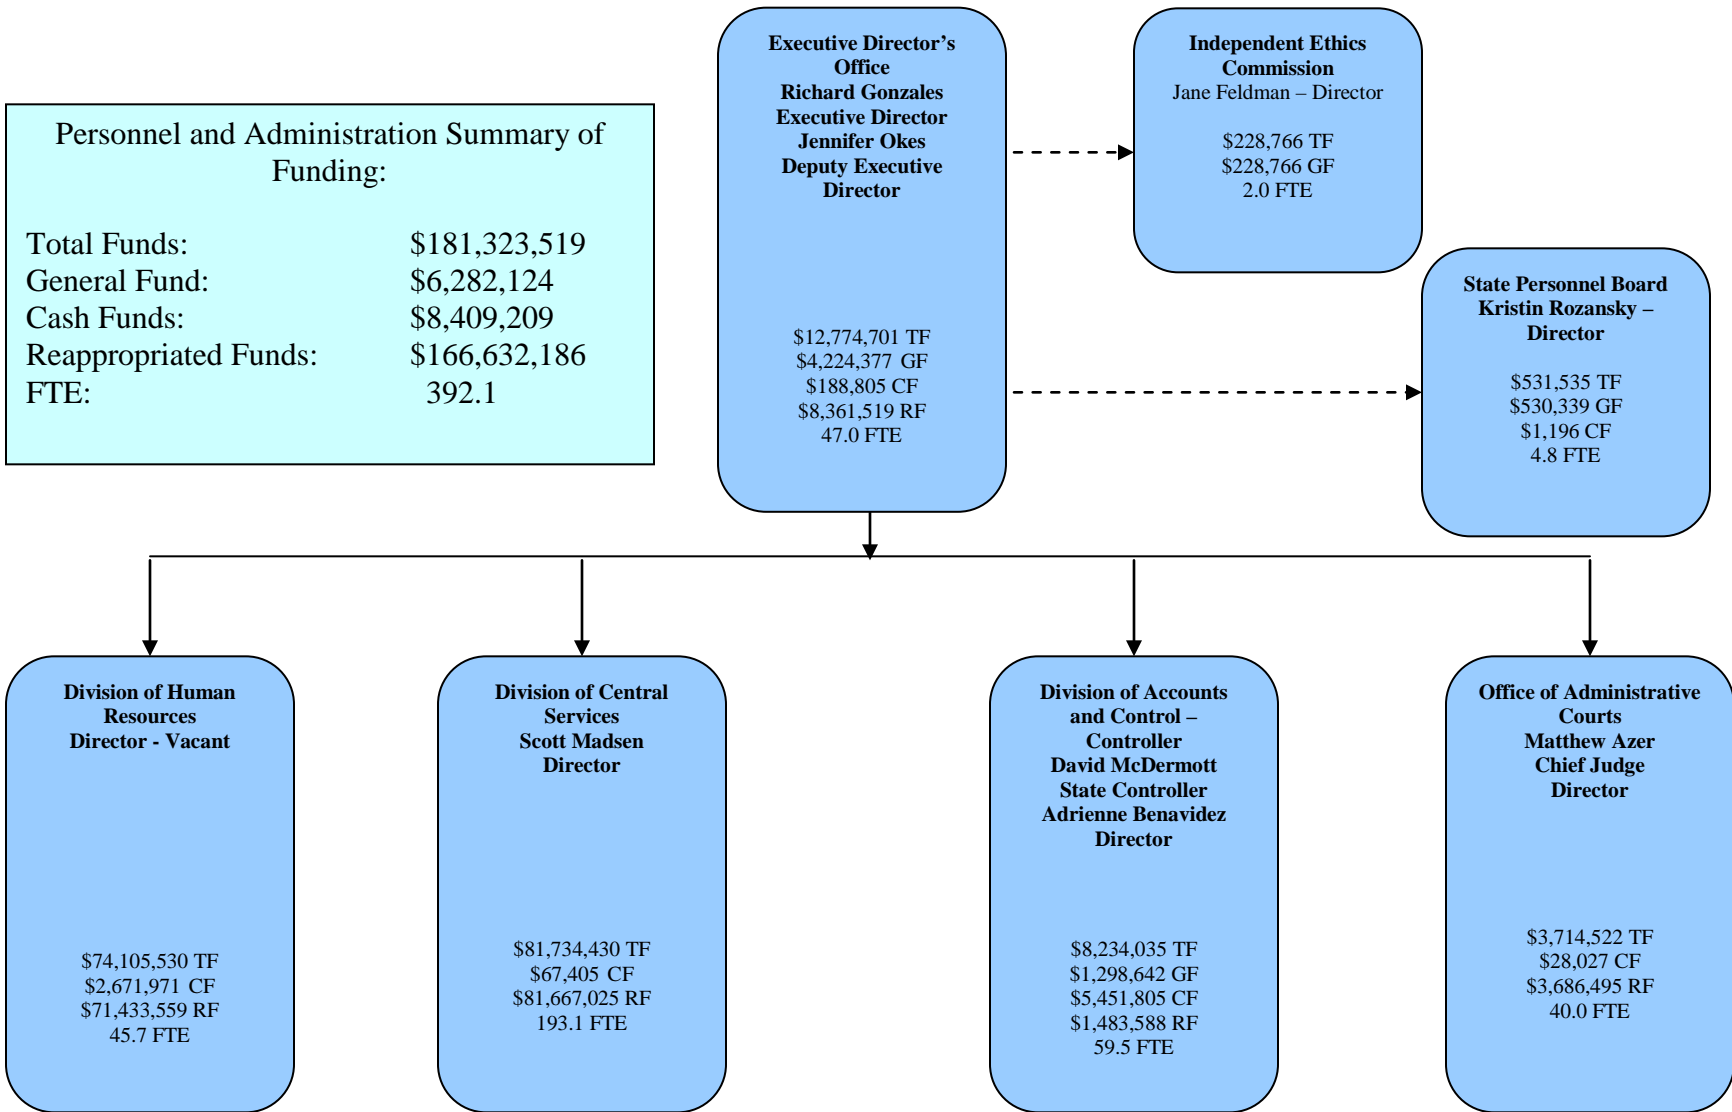 Personnel and Administration Summary of
Funding:
Total Funds: $181,323,519
General Fund: $6,282,124
Cash Funds: $8,409,209
Reappropriated Funds: $166,632,186
FTE: 392.1
Executive Director’s
Office
Richard Gonzales
Executive Director
Jennifer Okes
Deputy Executive
Director
$12,774,701 TF
$4,224,377 GF
$188,805 CF
$8,361,519 RF
47.0 FTE
Independent Ethics
Commission
Jane Feldman – Director
$228,766 TF
$228,766 GF
2.0 FTE
State Personnel Board
Kristin Rozansky –
Director
$531,535 TF
$530,339 GF
$1,196 CF
4.8 FTE
Division of Human
Resources
Director - Vacant
$74,105,530 TF
$2,671,971 CF
$71,433,559 RF
45.7 FTE
Division of Central
Services
Scott Madsen
Director
$81,734,430 TF
$67,405 CF
$81,667,025 RF
193.1 FTE
Division of Accounts
and Control –
Controller
David McDermott
State Controller
Adrienne Benavidez
Director
$8,234,035 TF
$1,298,642 GF
$5,451,805 CF
$1,483,588 RF
59.5 FTE
Office of Administrative
Courts
Matthew Azer
Chief Judge
Director
$3,714,522 TF
$28,027 CF
$3,686,495 RF
40.0 FTE